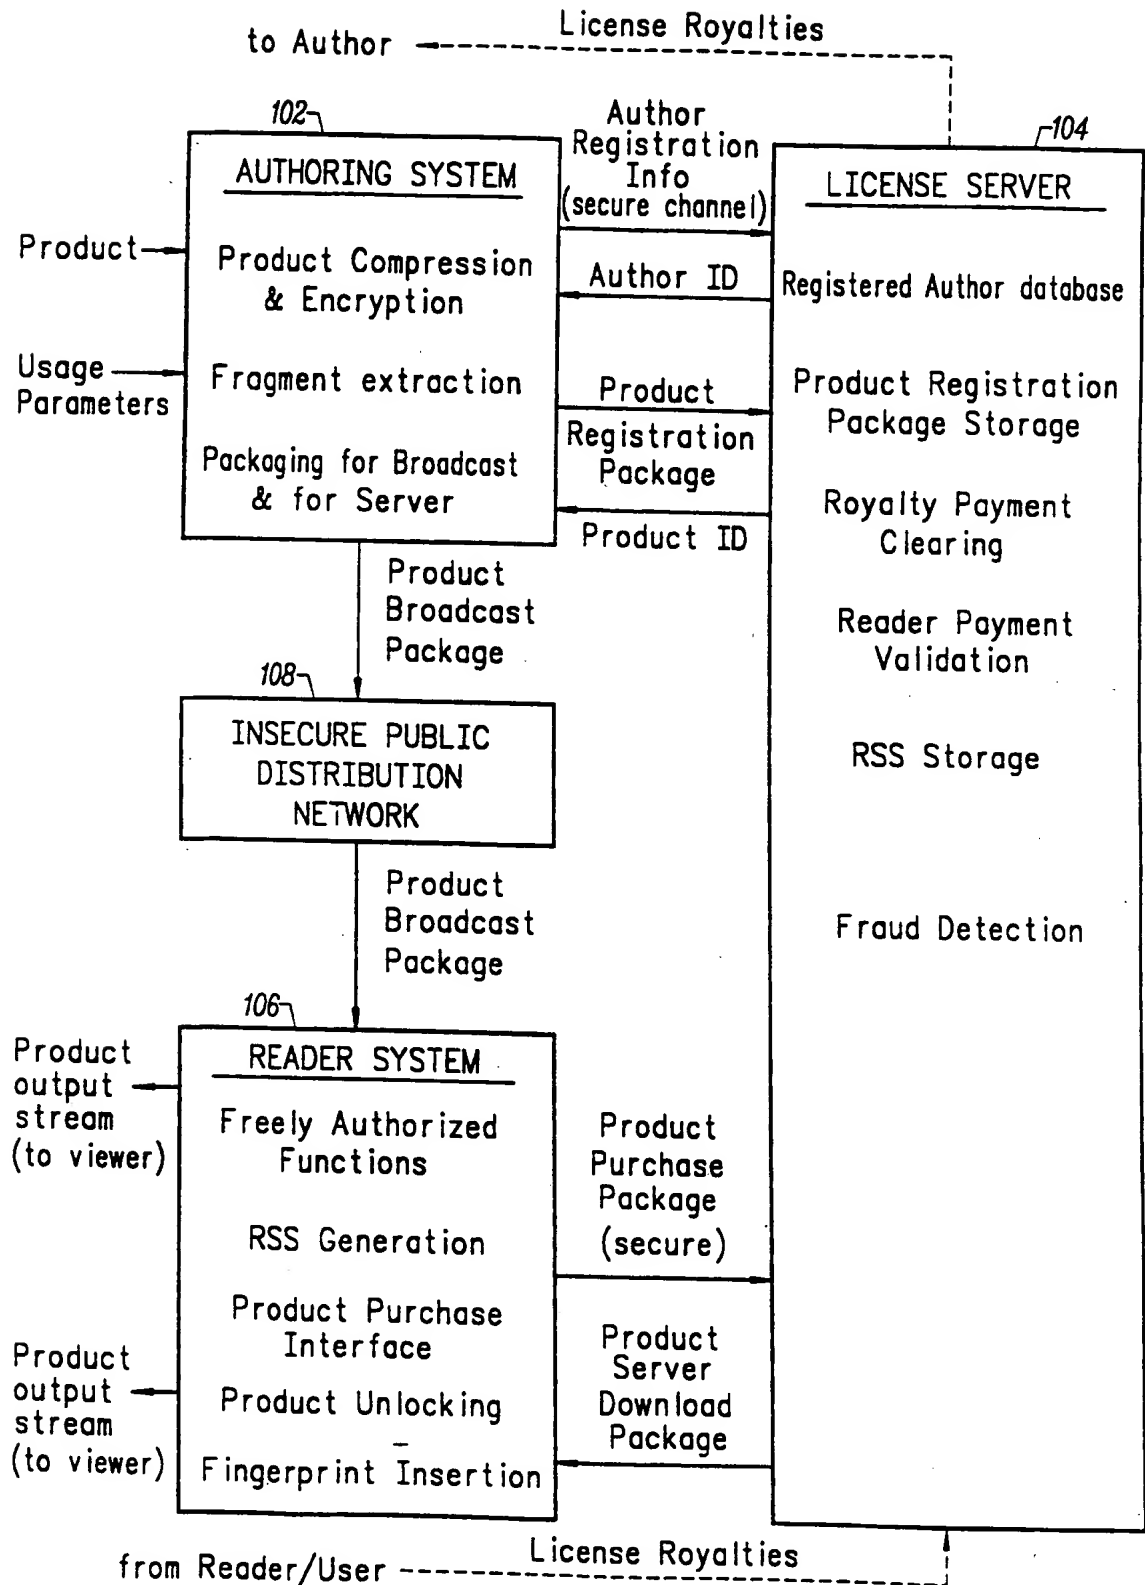 License Royalties
to Author
102
Author
Registration
Info
(secure channel)
104
AUTHORING SYSTEM
LICENSE SERVER
Product
Product Compression
& Encryption
Author ID
Registered Author database
Usage
Parameters
Fragment extraction
Product
Registration
Package
Product Registration
Package Storage
Packaging for Broadcast
& for Server
Product ID
Royalty Payment
Clearing
Product
Broadcast
Package
Reader Payment
Validation
108
INSECURE PUBLIC
DISTRIBUTION
NETWORK
RSS Storage
Product
Broadcast
Package
Fraud Detection
106
READER SYSTEM
Product
output
stream
(to viewer)
Freely Authorized
Functions
Product
Purchase
Package
(secure)
RSS Generation
Product Purchase
Interface
Product
Server
Download
Package
Product
output
stream
(to viewer)
Product Unlocking
Fingerprint Insertion
License Royalties
from Reader/User